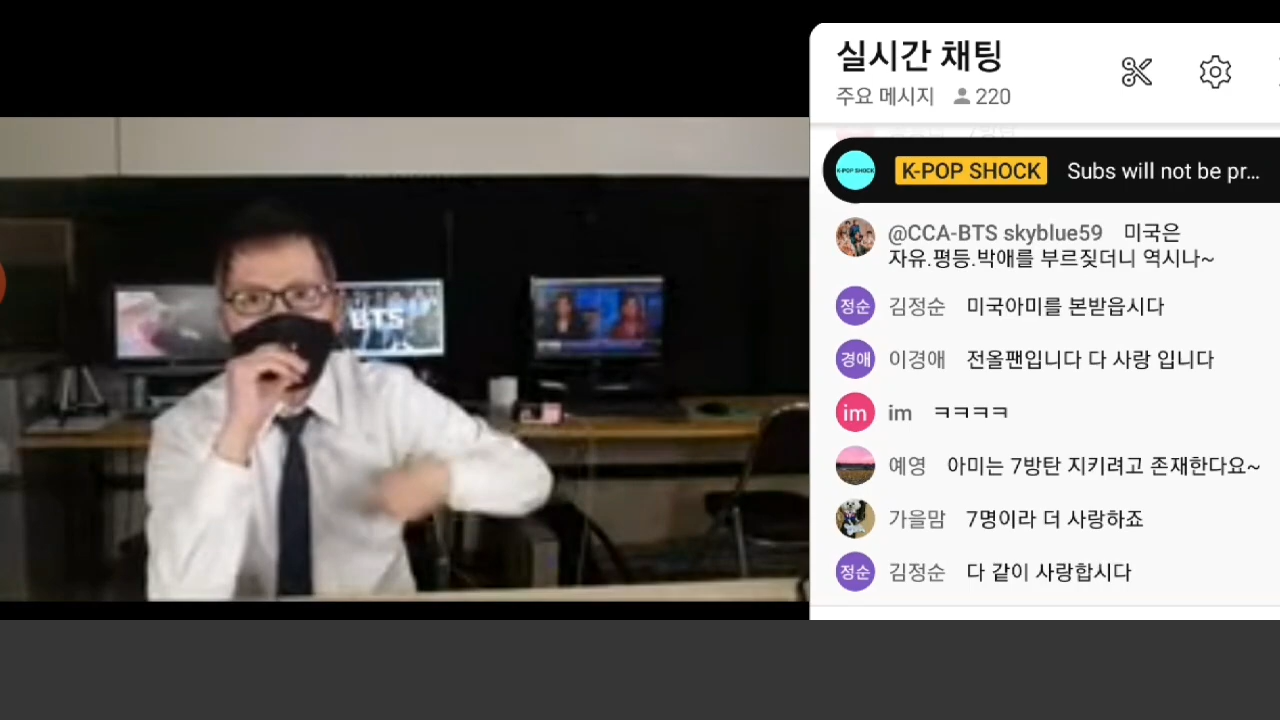 실시간 채팅
주요 메시지 220
K-POP SHOCK K-POP SHOCK Subs will not be pr...
@CCA-BTS skyblue59 미국은
자유.평등.박애를 부르짖더니 역시나~
정순 김정순 미국아미를 본받읍시다
경애 이경애 전올팬입니다 다 사랑 입니다
im im ㅋㅋㅋㅋ
예영 아미는 7방탄 지키려고 존재한다요~
가을맘 7명이라 더 사랑하죠
정순 김정순 다 같이 사랑합시다
BTS